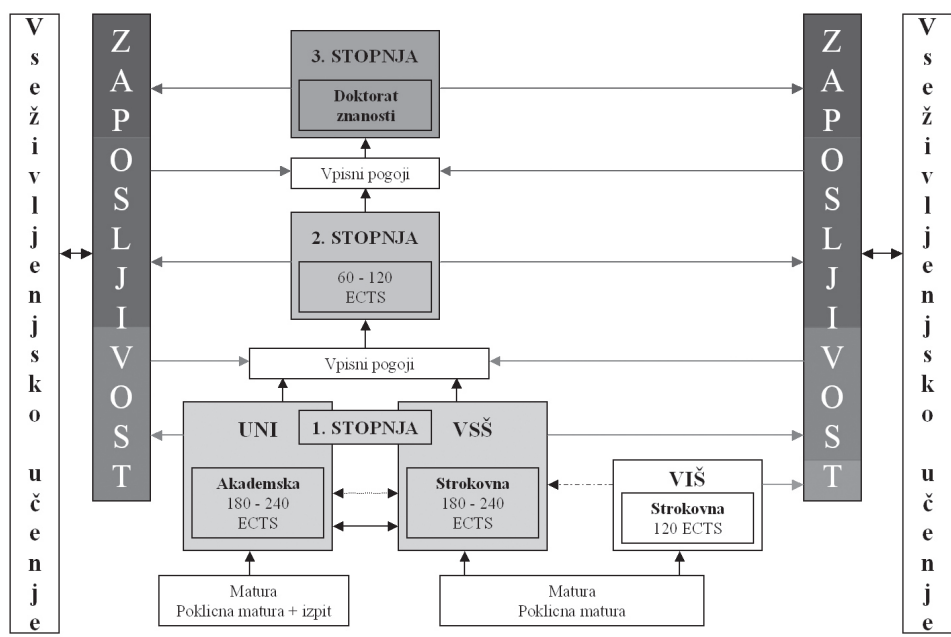 Vseživljenjsko učenje
ZAPOSLJIVOST
3. STOPNJA
Doktorat
znanosti
Vpisni pogoji
2. STOPNJA
60 - 120
ECTS
Vpisni pogoji
UNI
1. STOPNJA
VSŠ
Akademska
180 - 240
ECTS
Strokovna
180 - 240
ECTS
VIŠ
Strokovna
120 ECTS
Matura
Poklicna matura + izpit
Matura
Poklicna matura
ZAPOSLJIVOST
Vseživljenjsko učenje